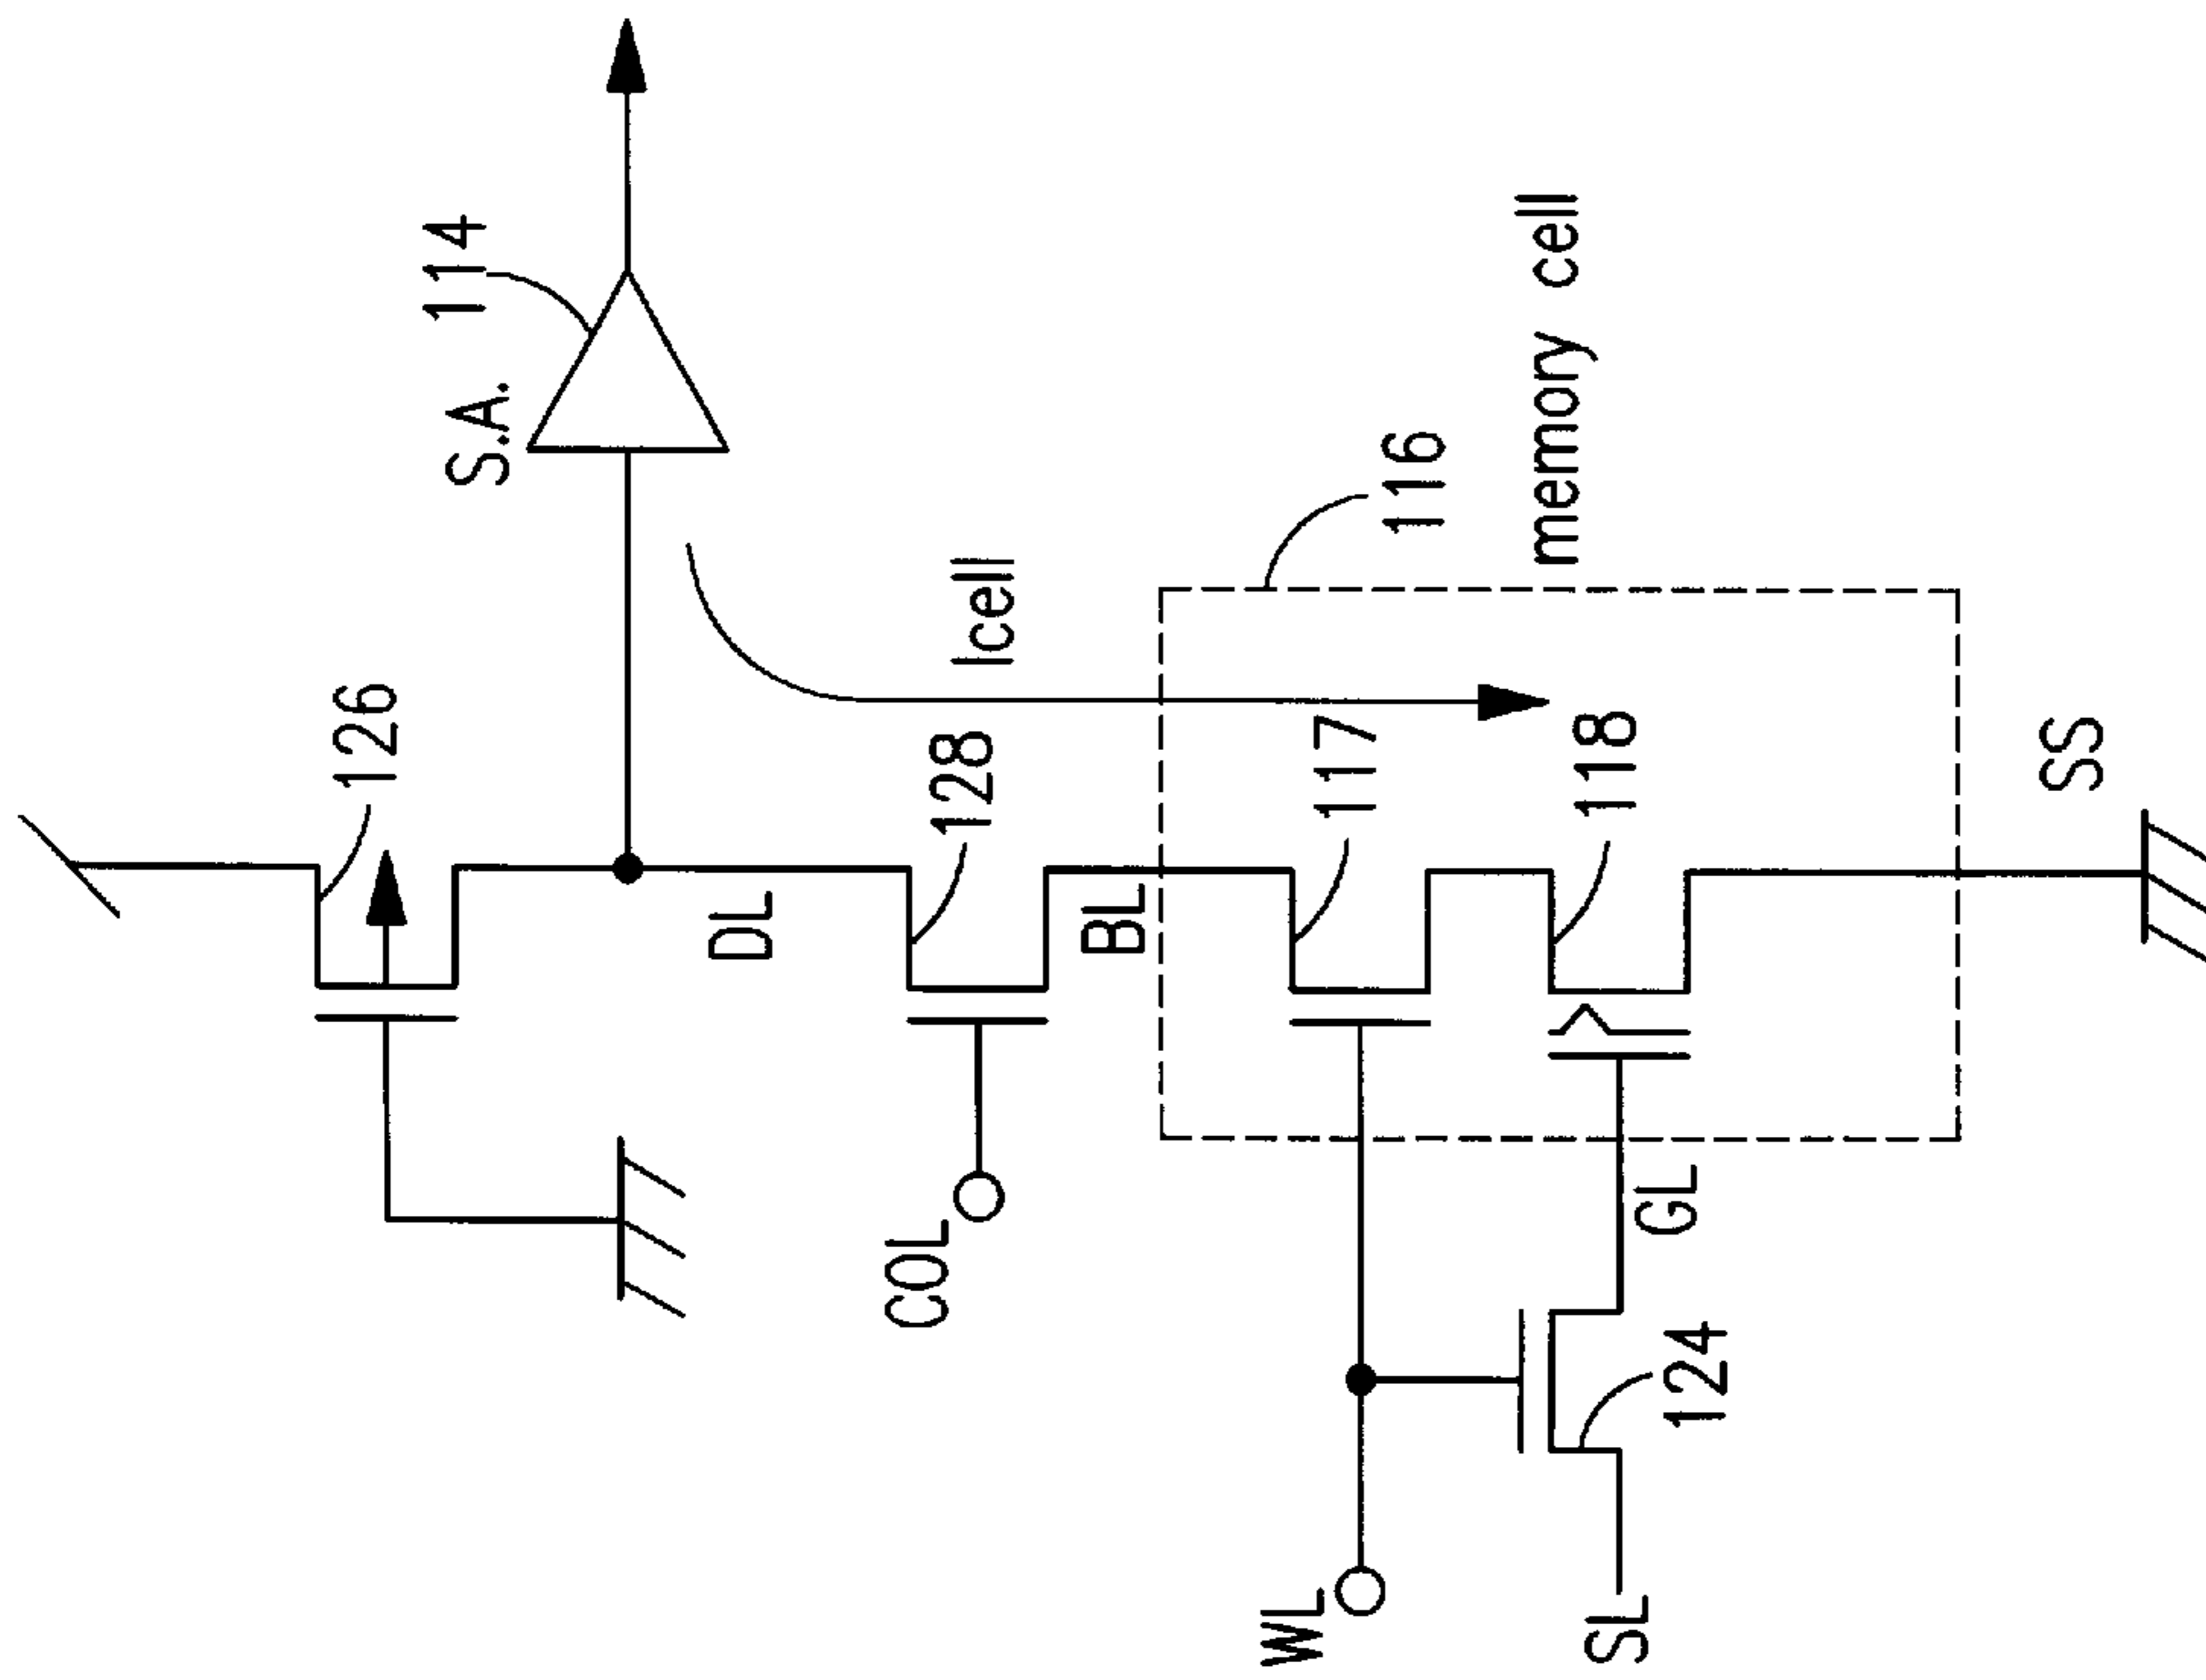 126
S.A.
114
DL
128
Icell
COL
BL
116
117
memory cell
WL
118
GL
SL
124
SS